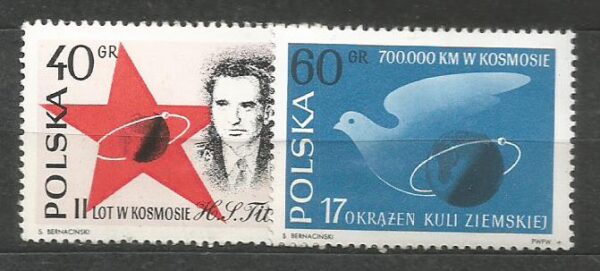 40 GR
POLSKA
II LOT W KOSMOSIE
H. S. Tit
S. BERNACIŃSKI
60 GR
700.000 KM W KOSMOSIE
POLSKA
17 OKRĄŻEŃ KULI ZIEMSKIEJ
S. BERNACIŃSKI
PWPW